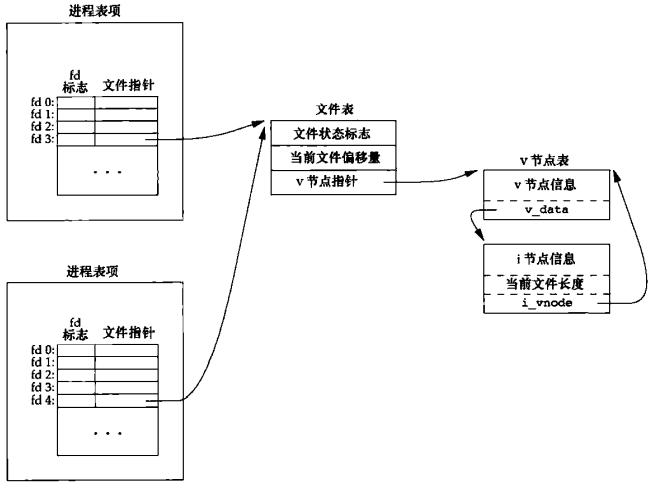 进程表项
fd
标志 文件指针
fd 0:
fd 1:
fd 2:
fd 3:
. . .
文件表
文件状态标志
当前文件偏移量
v 节点指针
v 节点表
v 节点信息
v_data
i 节点信息
当前文件长度
i_vnode
进程表项
fd
标志 文件指针
fd 0:
fd 1:
fd 2:
fd 3:
fd 4:
. . .